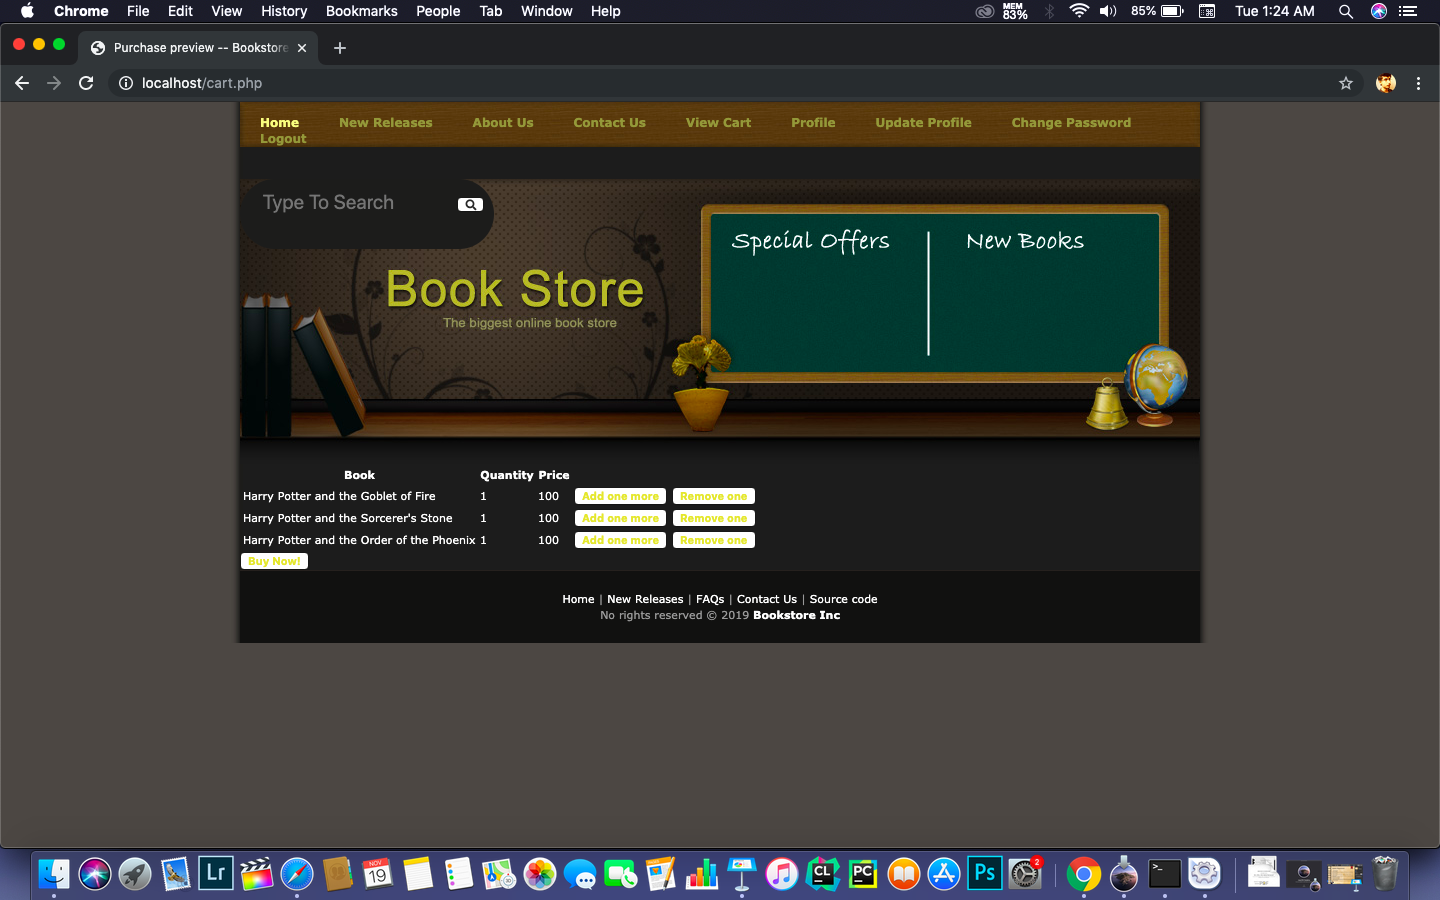 Chrome File Edit View History Bookmarks People Tab Window Help MEM 83% 85% Tue 1:24 AM
Purchase preview -- Bookstore
localhost/cart.php
Home New Releases About Us Contact Us View Cart Profile Update Profile Change Password
Logout
Type To Search
Special Offers New Books
Book Store
The biggest online book store
Book Quantity Price
Harry Potter and the Goblet of Fire 1 100 Add one more Remove one
Harry Potter and the Sorcerer's Stone 1 100 Add one more Remove one
Harry Potter and the Order of the Phoenix 1 100 Add one more Remove one
Buy Now!
Home | New Releases | FAQs | Contact Us | Source code
No rights reserved © 2019 Bookstore Inc
Lr NOV 19 30 CL PC Ps 2 >_